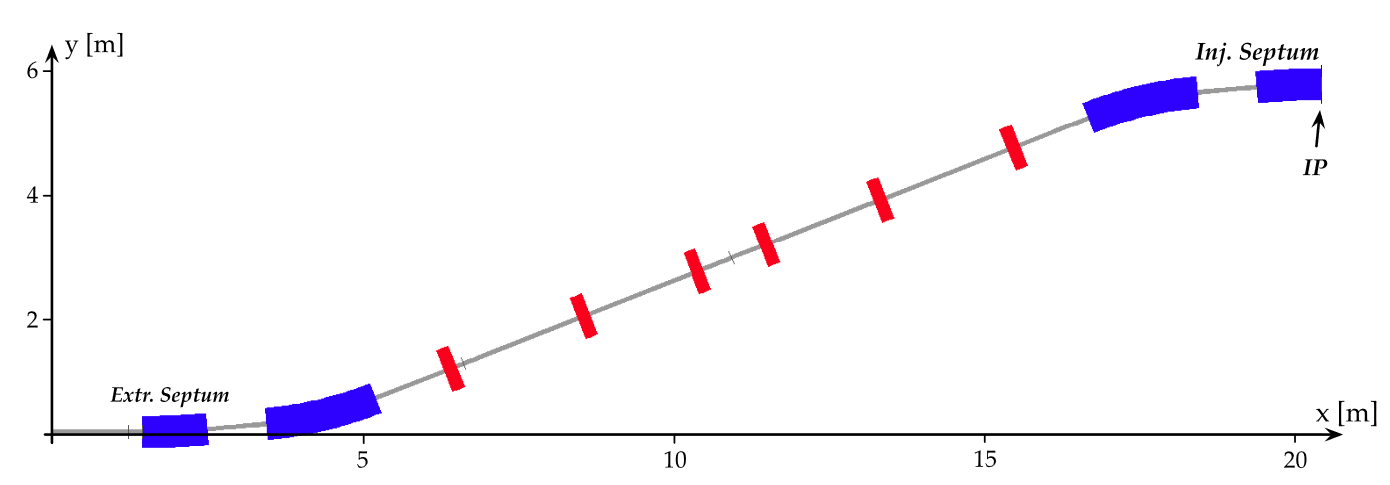 y [m]
Inj. Septum
6
IP
4
2
Extr. Septum
x [m]
5
10
15
20